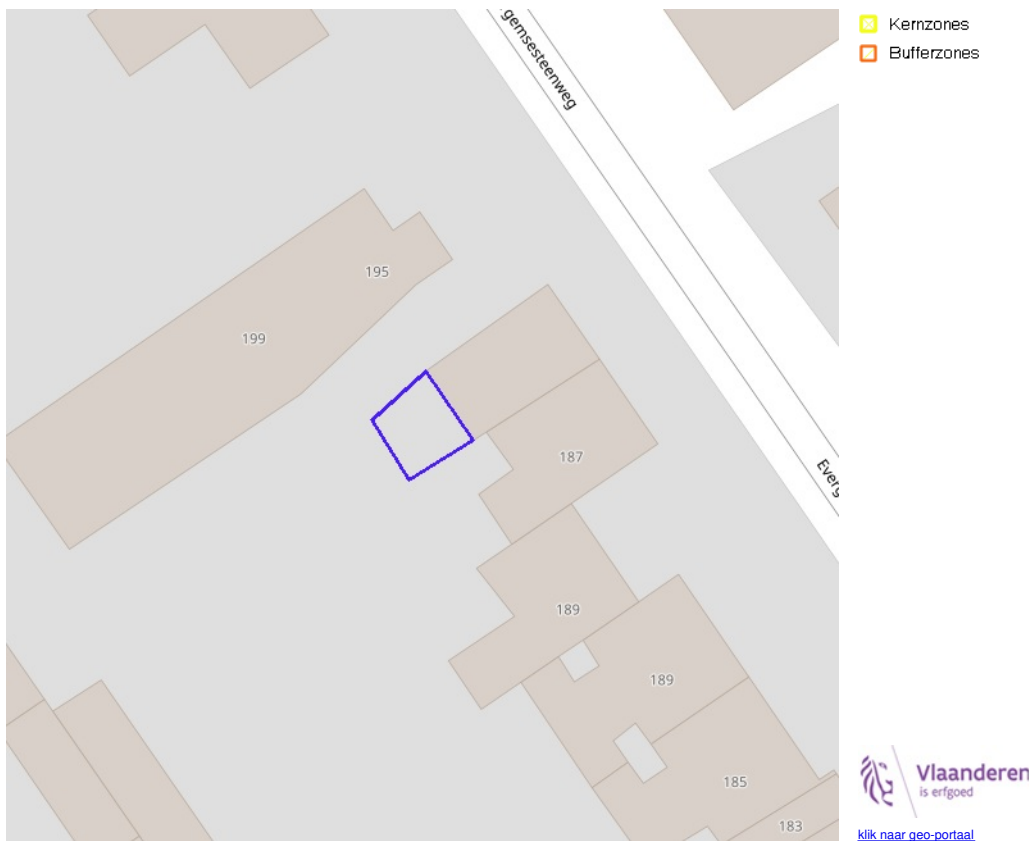 Kernzones
Bufferzones
gemsesteenweg
195
199
187
Everg
189
189
185
183
Vlaanderen
is erfgoed
klik naar geo-portaal